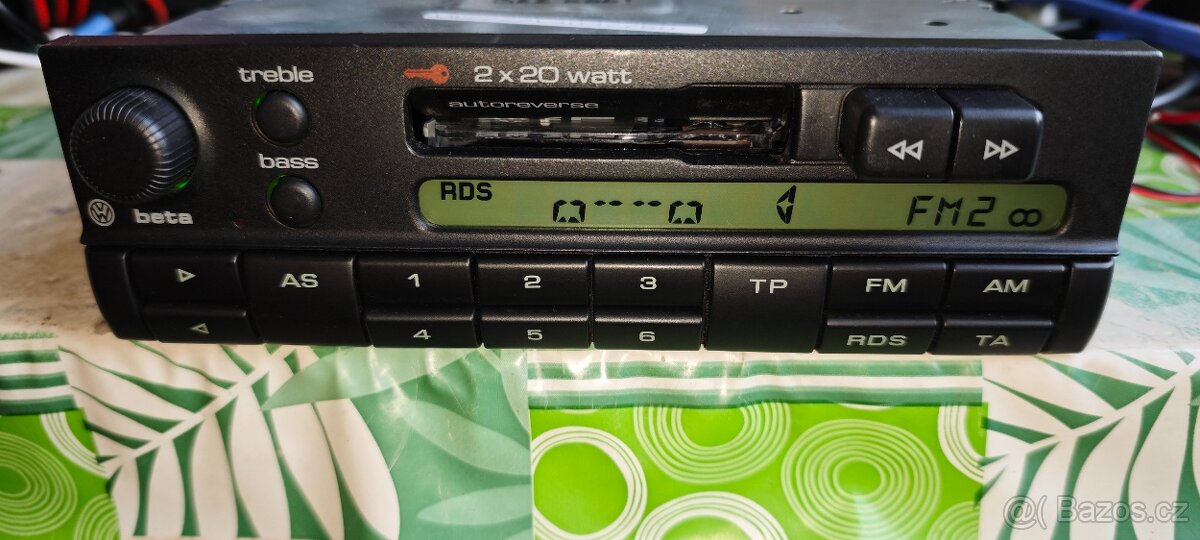 treble
2 x 20 watt
autoreverse
bass
RDS
FM2
beta
AS 1 2 3 TP FM AM
4 5 6 RDS TA
@( Bazos.cz